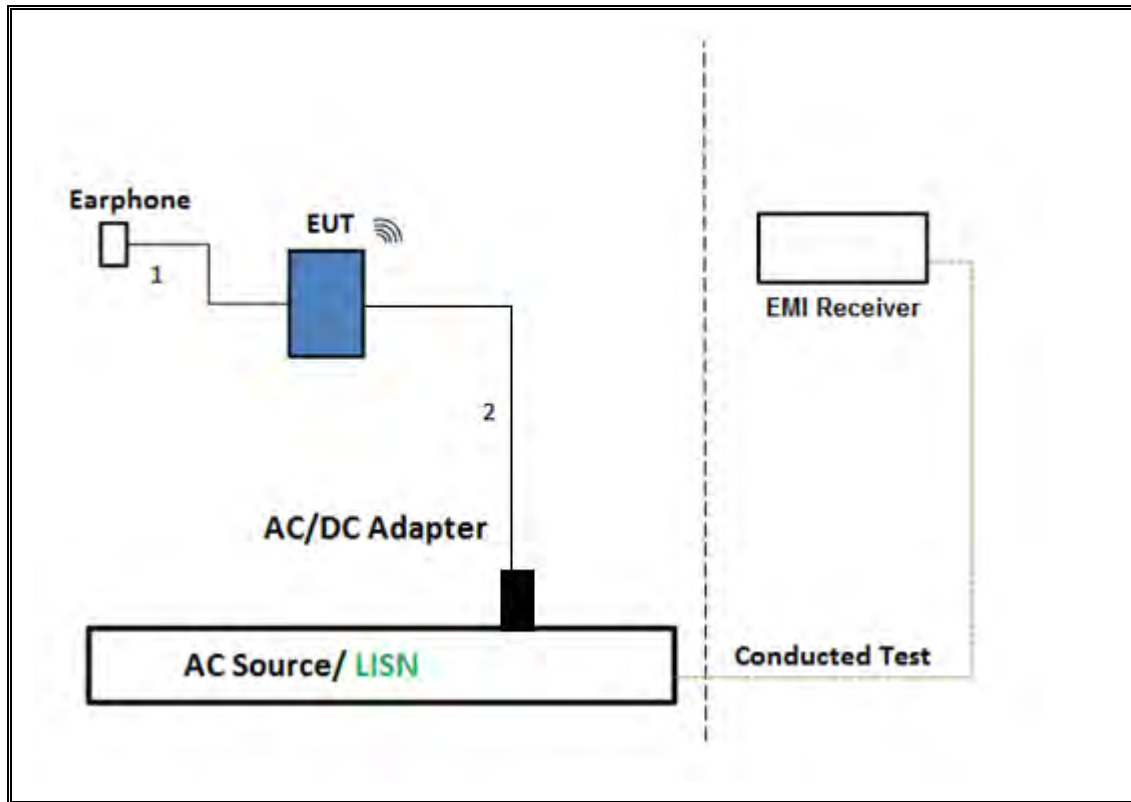 Earphone
1
EUT
2
AC/DC Adapter
AC Source/ LISN
EMI Receiver
Conducted Test